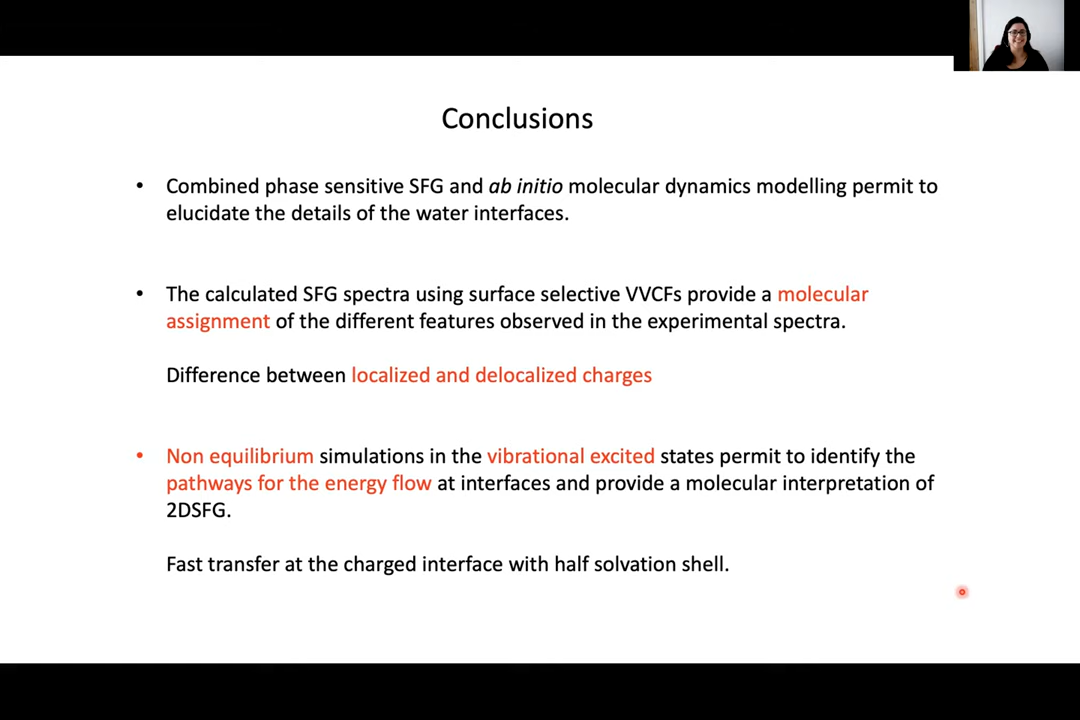 Conclusions
• Combined phase sensitive SFG and ab initio molecular dynamics modelling permit to
elucidate the details of the water interfaces.
• The calculated SFG spectra using surface selective VVCFs provide a molecular
assignment of the different features observed in the experimental spectra.
Difference between localized and delocalized charges
• Non equilibrium simulations in the vibrational excited states permit to identify the
pathways for the energy flow at interfaces and provide a molecular interpretation of
2DSFG.
Fast transfer at the charged interface with half solvation shell.